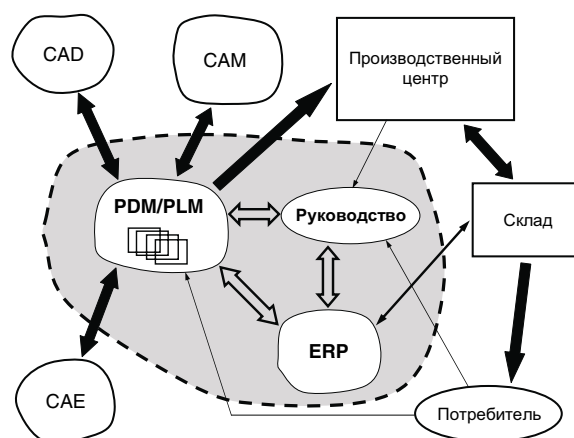 CAD
CAM
Производственный
центр
PDM/PLM
Руководство
Склад
ERP
CAE
Потребитель